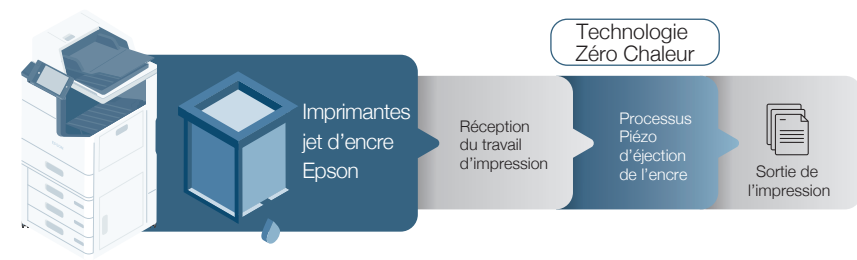 Technologie
Zéro Chaleur
Imprimantes
jet d’encre
Epson
Réception
du travail
d’impression
Processus
Piézo
d’éjection
de l’encre
Sortie de
l’impression